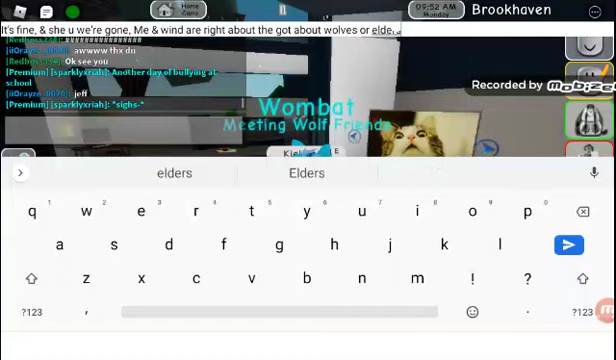 Home
Como
09:52 AM
Monday
Brookhaven
It's fine, & she u we're gone, Me & wind are right about the got about wolves or elde
awwww thx du
Ok see you
[Premium] [sparklyxriah]: Another day of bullying at
school
jeff
[Premium] [sparklyxriah]: *sighs-*
Recorded by
Wombat
Meeting Wolf Friends
elders Elders
q w e r t y u i o p
a s d f g h j k l
z x c v b n m ! ?
?123 , . ?123